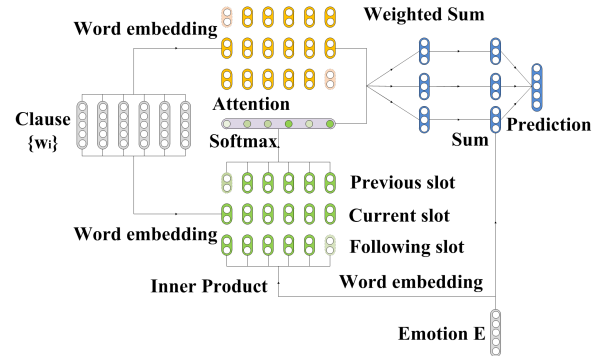 Weighted Sum
Word embedding
Attention
Clause
{wi}
Softmax
Prediction
Sum
Previous slot
Current slot
Word embedding
Following slot
Inner Product
Word embedding
Emotion E